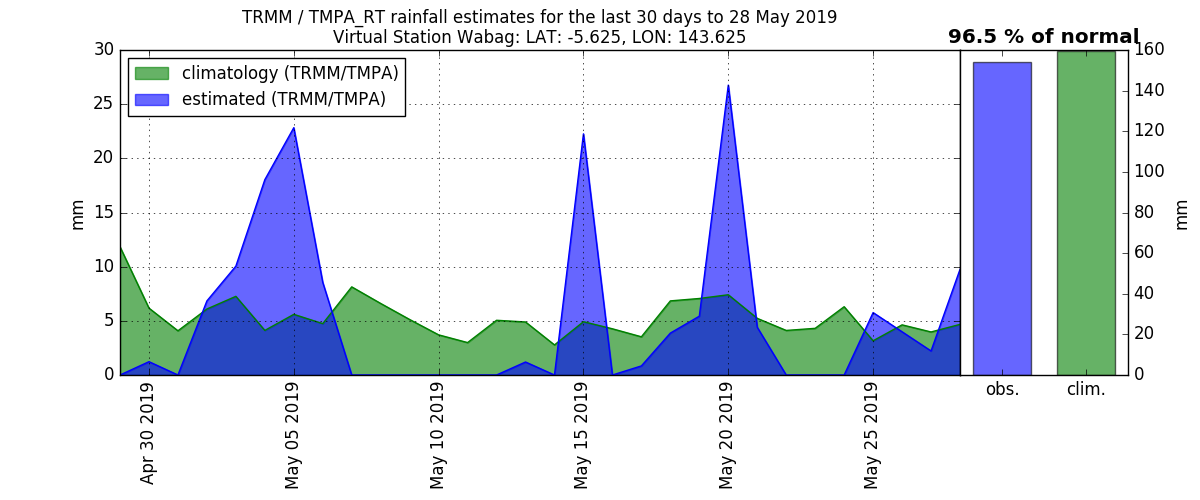 TRMM / TMPA_RT rainfall estimates for the last 30 days to 28 May 2019
Virtual Station Wabag: LAT: -5.625, LON: 143.625
96.5 % of normal
climatology (TRMM/TMPA)
estimated (TRMM/TMPA)
30
25
20
15
10
5
0
mm
Apr 30 2019
May 05 2019
May 10 2019
May 15 2019
May 20 2019
May 25 2019
obs.
clim.
160
140
120
100
80
60
40
20
0
mm